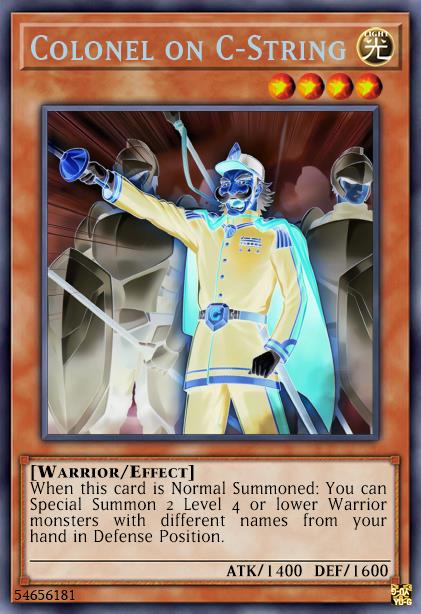 Colonel on C-String
LIGHT
光
C
[Warrior/Effect]
When this card is Normal Summoned: You can
Special Summon 2 Level 4 or lower Warrior
monsters with different names from your
hand in Defense Position.
ATK/1400 DEF/1600
54656181